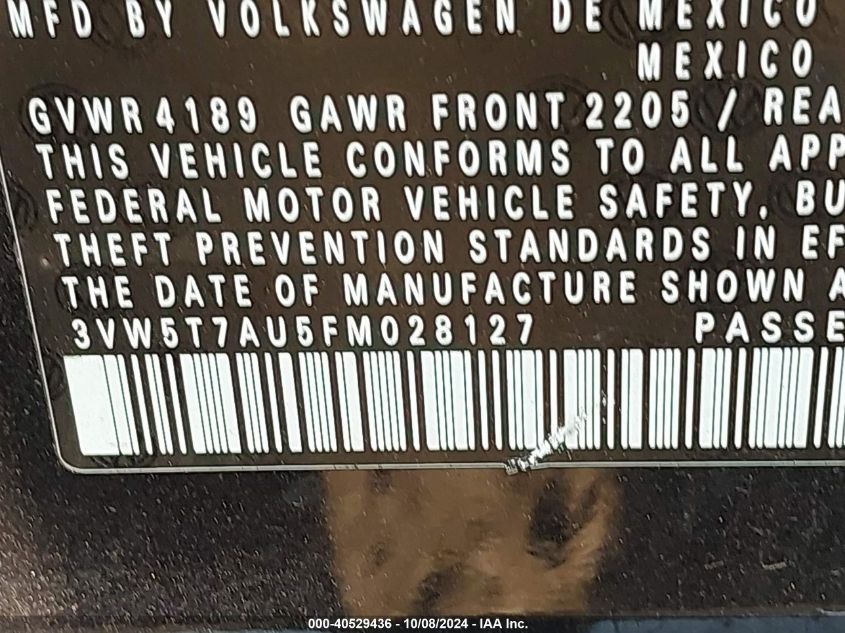 MFD BY VOLKSWAGEN DE MEXICO
MEXICO
GVWR 4189 GAWR FRONT 2205 / REA
THIS VEHICLE CONFORMS TO ALL APP
FEDERAL MOTOR VEHICLE SAFETY, BU
THEFT PREVENTION STANDARDS IN EF
THE DATE OF MANUFACTURE SHOWN A
3VW5T7AU5FM028127 PASSE
000-40529436 - 10/08/2024 - IAA Inc.